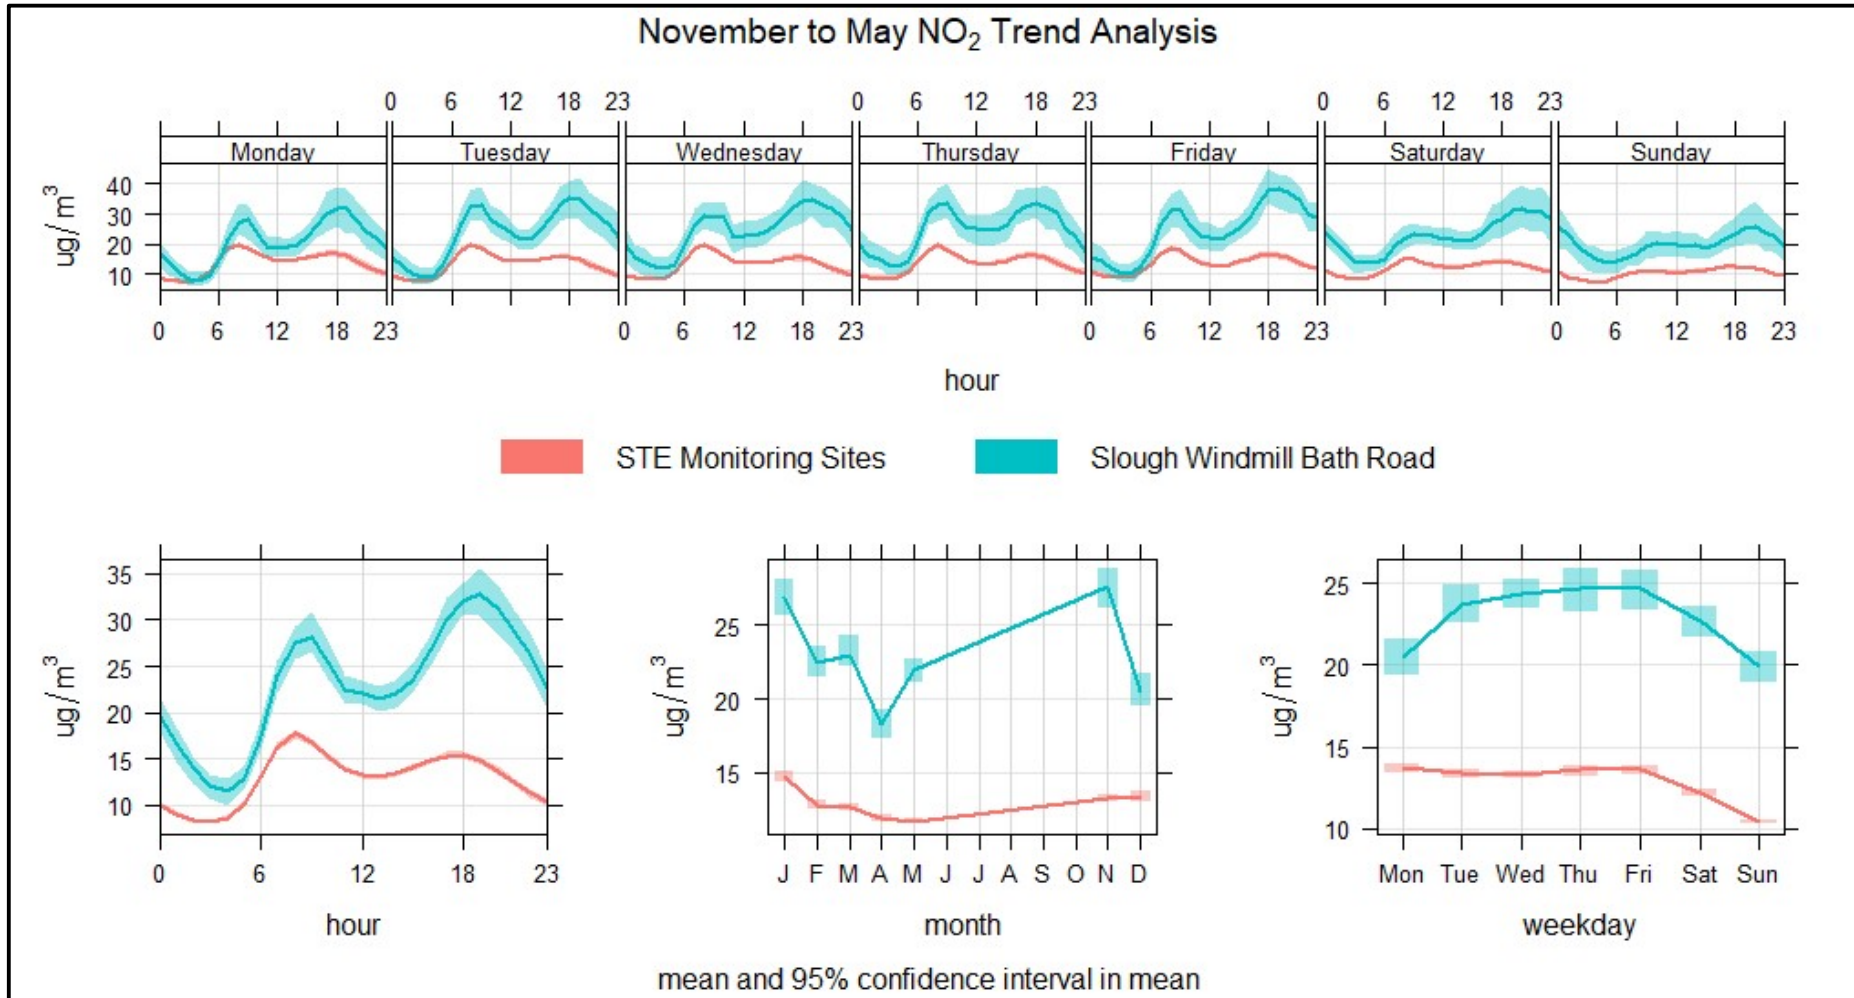 November to May NO₂ Trend Analysis
0 6 12 18 23 0 6 12 18 23 0 6 12 18 23
Monday Tuesday Wednesday Thursday Friday Saturday Sunday
ug/m³
40
30
20
10
0 6 12 18 23 0 6 12 18 23 0 6 12 18 23 0 6 12 18 23
hour
STE Monitoring Sites Slough Windmill Bath Road
ug/m³
35
30
25
20
15
10
0 6 12 18 23
hour
ug/m³
25
20
15
J F M A M J J A S O N D
month
ug/m³
25
20
15
10
Mon Tue Wed Thu Fri Sat Sun
weekday
mean and 95% confidence interval in mean